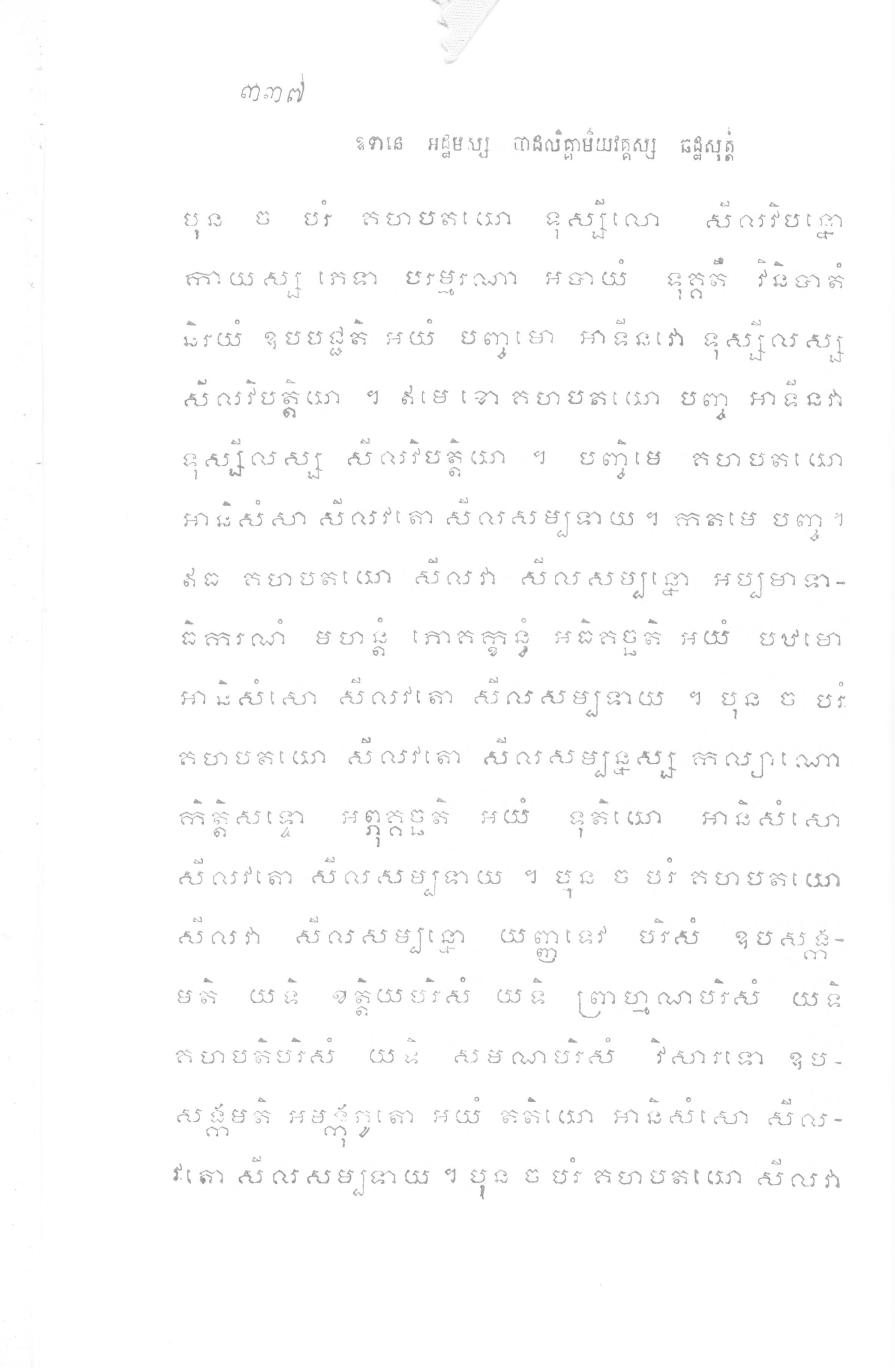 ៣៣៧
ឧទានេ អដ្ឋមស្ស បាដលិគ្គាមិយវគ្គស្ស ឆដ្ឋសុត្តំ
បុន ច បរំ គហបតយោ ទុស្សីលោ សីលវិបន្នោ
កាយស្ស ភេទា បរម្មរណា អបាយំ ទុគ្គតឹ វិនិបាតំ
និរយំ ឧបបជ្ជតិ អយំ បញ្ចមោ អាទីនវោ ទុស្សីលស្ស
សីលវិបត្តិយា ។ ឥមេ ខោ គហបតយោ បញ្ច អាទីនវា
ទុស្សីលស្ស សីលវិបត្តិយា ។ បញ្ចិមេ គហបតយោ
អានិសំសា សីលវតោ សីលសម្បទាយ ។ កតមេ បញ្ច ។
ឥធ គហបតយោ សីលវា សីលសម្បន្នោ អប្បមាទា-
ធិការណំ មហន្តំ ភោគក្ខន្ធំ អធិគច្ឆតិ អយំ បឋមោ
អានិសំសោ សីលវតោ សីលសម្បទាយ ។ បុន ច បរំ
គហបតយោ សីលវតោ សីលសម្បន្នស្ស កល្យាណោ
កិត្តិសទ្ទោ អព្ភុគ្គច្ឆតិ អយំ ទុតិយោ អានិសំសោ
សីលវតោ សីលសម្បទាយ ។ បុន ច បរំ គហបតយោ
សីលវា សីលសម្បន្នោ យញ្ញទេវ បរិសំ ឧបសង្ក-
មតិ យទិ ខត្តិយបរិសំ យទិ ព្រាហ្មណបរិសំ យទិ
គហបតិបរិសំ យទិ សមណបរិសំ វិសារទោ ឧប-
សង្កមតិ អមង្កុភូតោ អយំ តតិយោ អានិសំសោ សីល-
វតោ សីលសម្បទាយ ។ បុន ច បរំ គហបតយោ សីលវា